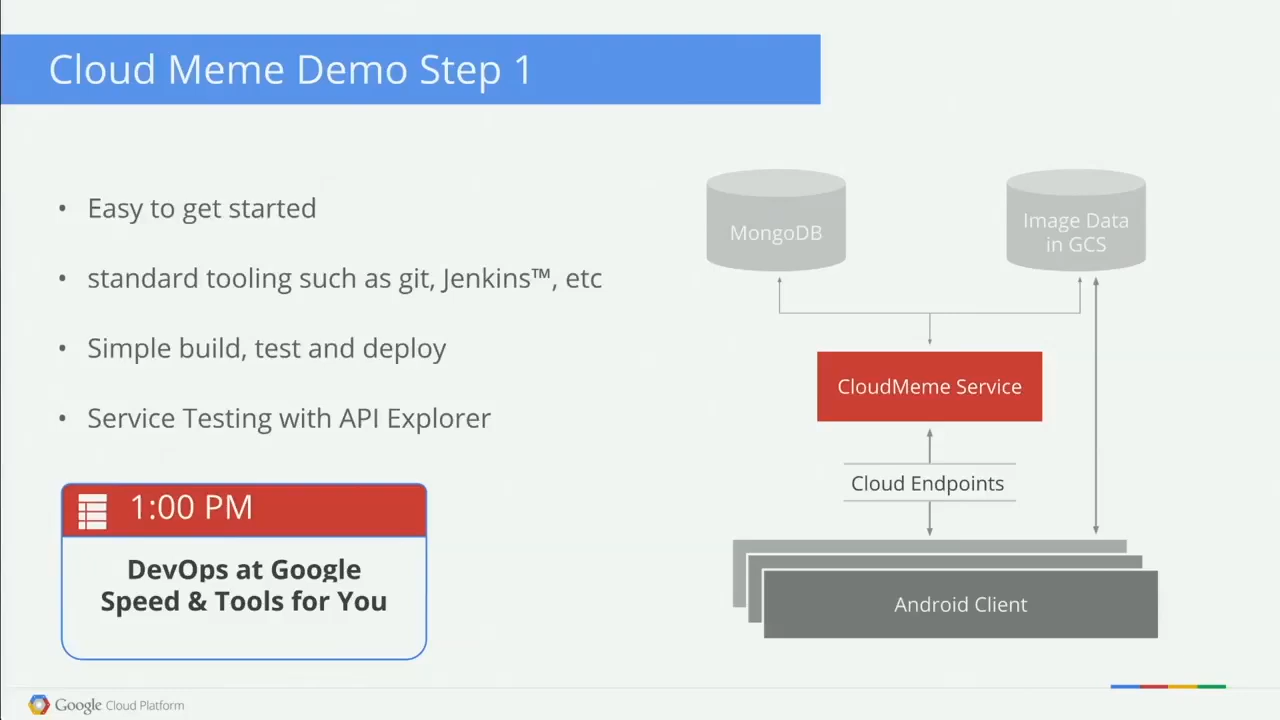 Cloud Meme Demo Step 1
• Easy to get started
• standard tooling such as git, Jenkins™, etc
• Simple build, test and deploy
• Service Testing with API Explorer
1:00 PM
DevOps at Google
Speed & Tools for You
MongoDB
Image Data
in GCS
CloudMeme Service
Cloud Endpoints
Android Client
Google Cloud Platform